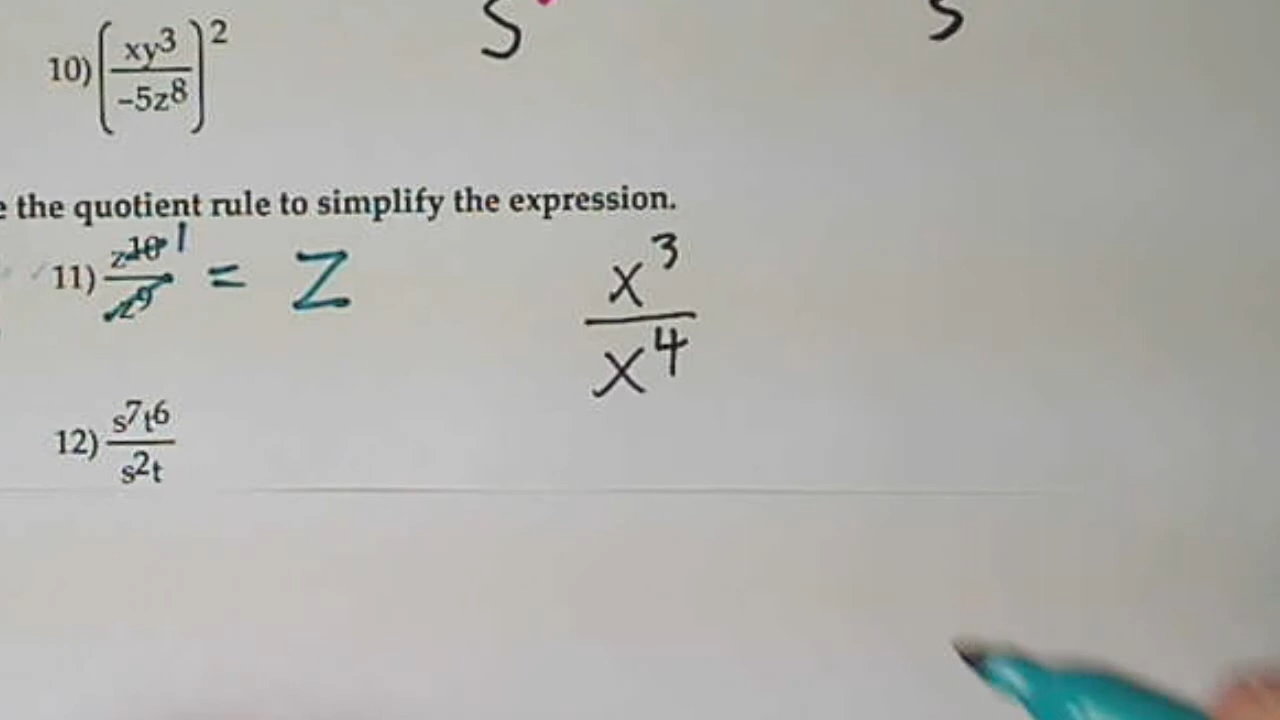 10) (xy³/-5z⁸)²
S
S
the quotient rule to simplify the expression.
11) z¹⁰/z⁹ 1 = Z
x³/x⁴
12) s⁷t⁶/s²t